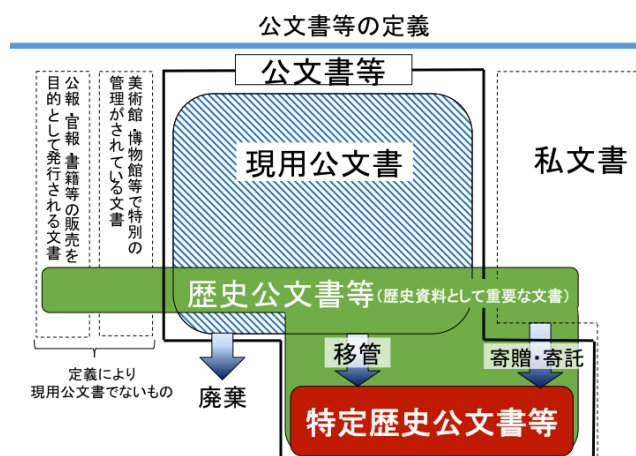 公文書等の定義
公文書等
公報・官報・書籍等の販売を
目的として発行される文書
美術館・博物館等で特別の
管理がされている文書
現用公文書
私文書
歴史公文書等(歴史資料として重要な文書)
定義により
現用公文書でないもの
廃棄
移管
寄贈・寄託
特定歴史公文書等